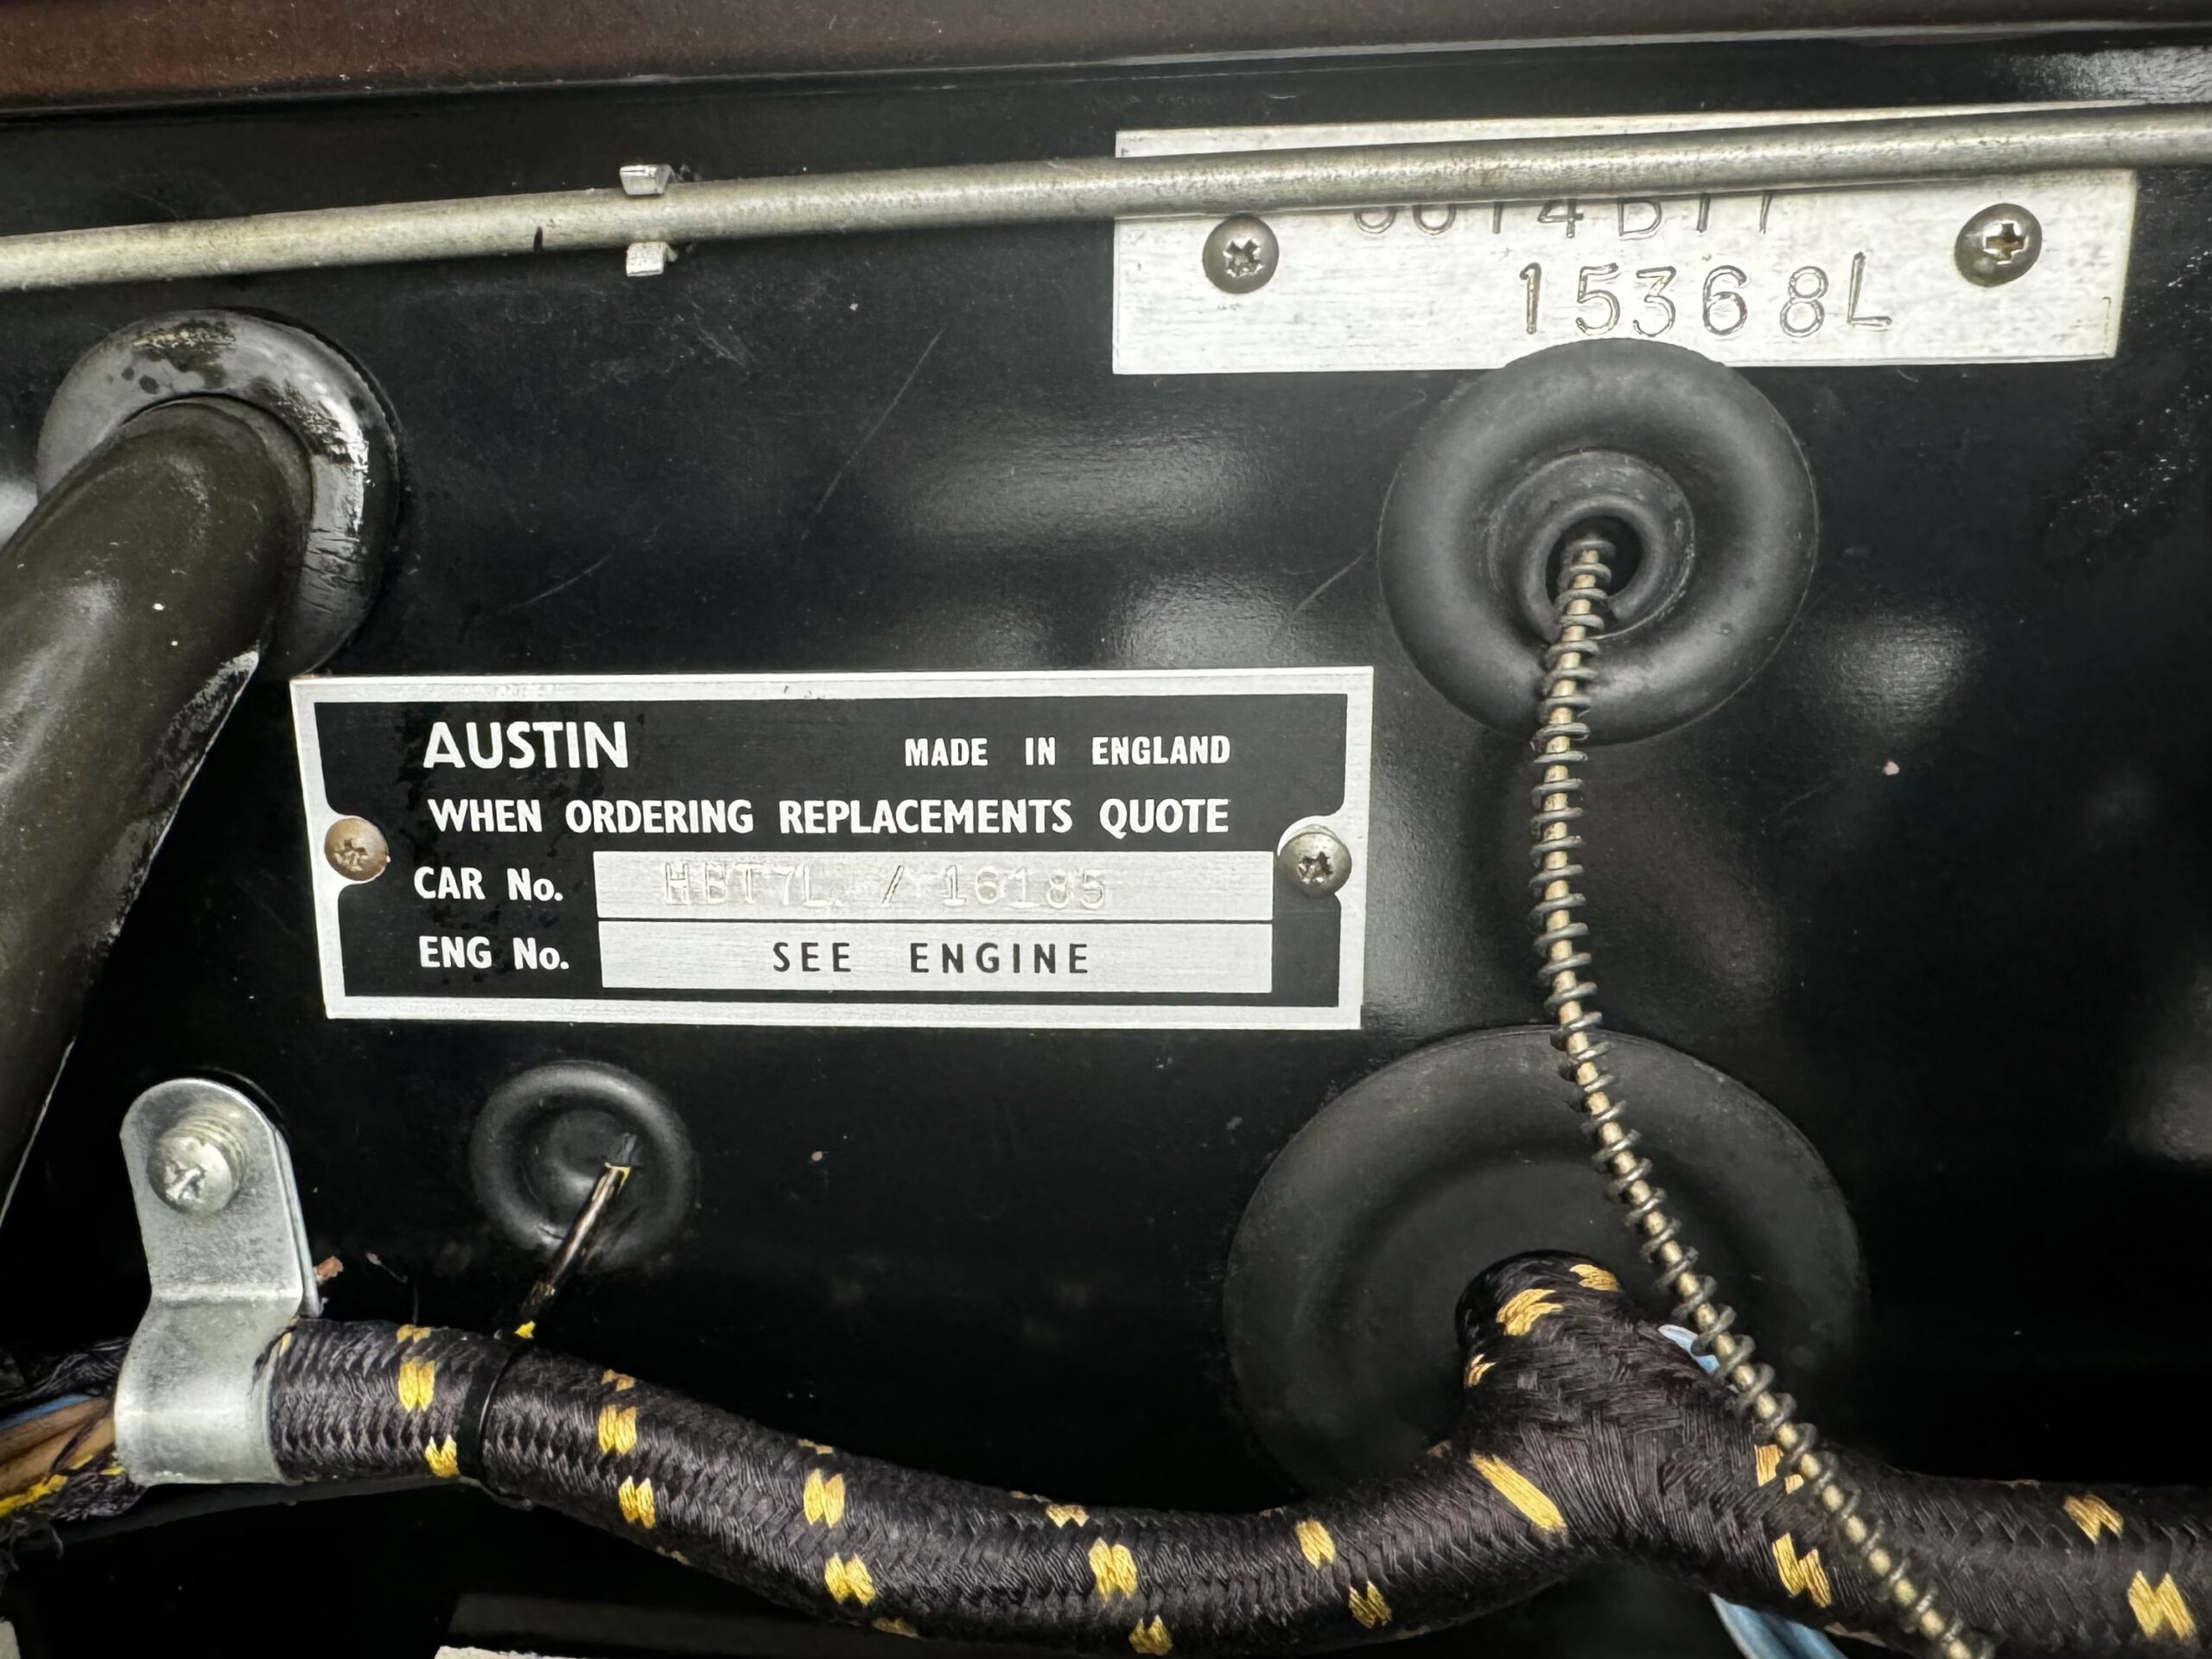 15368L
AUSTIN MADE IN ENGLAND
WHEN ORDERING REPLACEMENTS QUOTE
CAR No. HBT7L / 16185
ENG No. SEE ENGINE